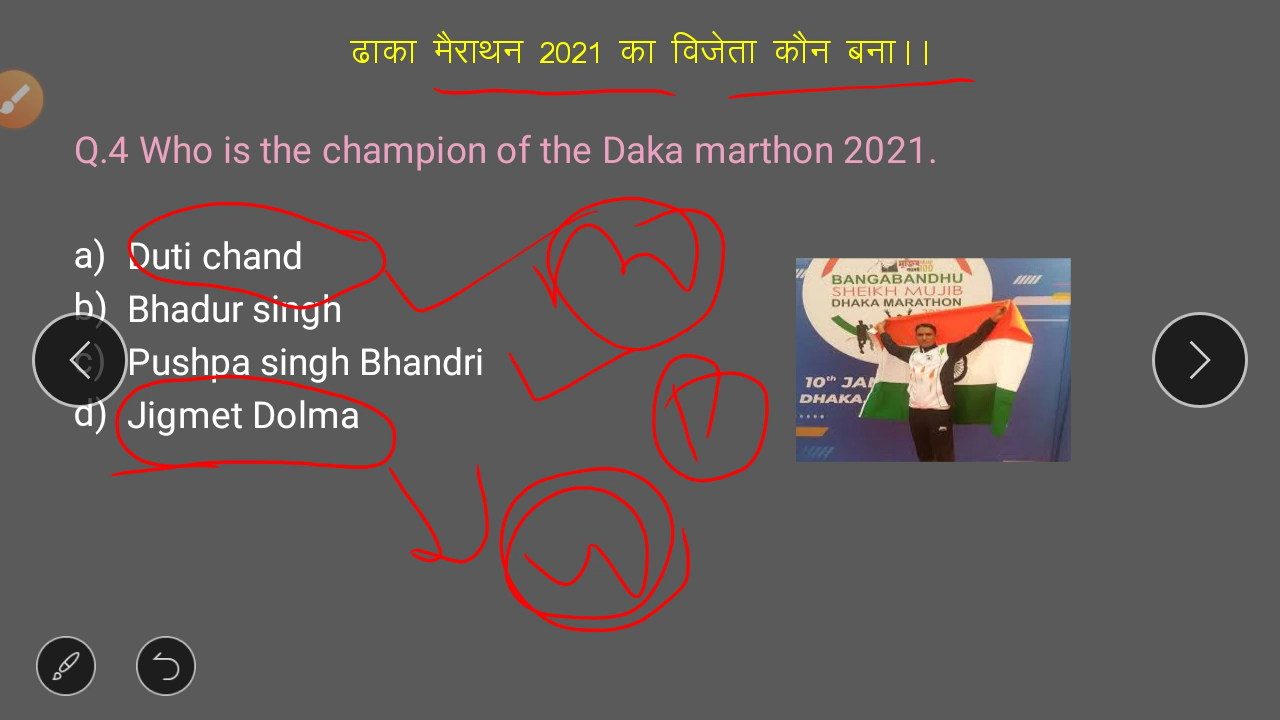 ढाका मैराथन 2021 का विजेता कौन बना।।
Q.4 Who is the champion of the Daka marthon 2021.
a) Duti chand
b) Bhadur singh
c) Pushpa singh Bhandri
d) Jigmet Dolma
BANGABANDHU
SHEIKH MUJIB
DHAKA MARATHON
10th JA
DHAKA